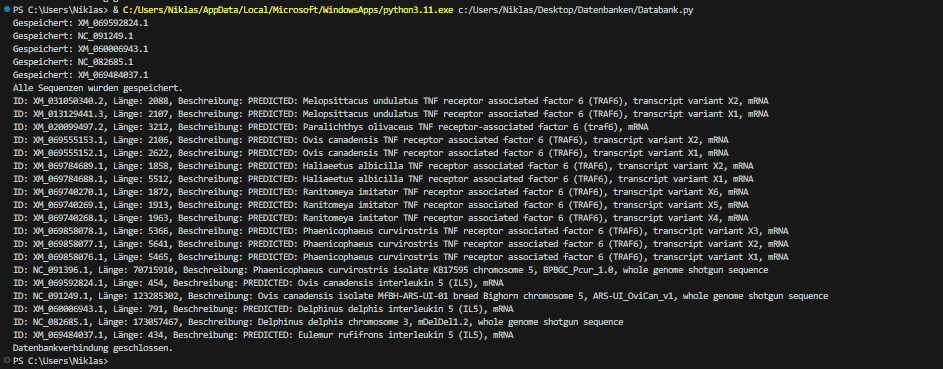 PS C:\Users\Niklas> & C:/Users/Niklas/AppData/Local/Microsoft/WindowsApps/python3.11.exe c:/Users/Niklas/Desktop/Datenbanken/Databank.py
Gespeichert: XM_069592824.1
Gespeichert: NC_091249.1
Gespeichert: XM_060006943.1
Gespeichert: NC_082685.1
Gespeichert: XM_069484037.1
Alle Sequenzen wurden gespeichert.
ID: XM_031050340.2, Länge: 2088, Beschreibung: PREDICTED: Melopsittacus undulatus TNF receptor associated factor 6 (TRAF6), transcript variant X2, mRNA
ID: XM_013129441.3, Länge: 2107, Beschreibung: PREDICTED: Melopsittacus undulatus TNF receptor associated factor 6 (TRAF6), transcript variant X1, mRNA
ID: XM_020099497.2, Länge: 3212, Beschreibung: PREDICTED: Paralichthys olivaceus TNF receptor-associated factor 6 (traf6), mRNA
ID: XM_069555153.1, Länge: 2106, Beschreibung: PREDICTED: Ovis canadensis TNF receptor associated factor 6 (TRAF6), transcript variant X2, mRNA
ID: XM_069555152.1, Länge: 2622, Beschreibung: PREDICTED: Ovis canadensis TNF receptor associated factor 6 (TRAF6), transcript variant X1, mRNA
ID: XM_069784689.1, Länge: 1858, Beschreibung: PREDICTED: Haliaeetus albicilla TNF receptor associated factor 6 (TRAF6), transcript variant X2, mRNA
ID: XM_069784688.1, Länge: 5512, Beschreibung: PREDICTED: Haliaeetus albicilla TNF receptor associated factor 6 (TRAF6), transcript variant X1, mRNA
ID: XM_069740270.1, Länge: 1872, Beschreibung: PREDICTED: Ranitomeya imitator TNF receptor associated factor 6 (TRAF6), transcript variant X6, mRNA
ID: XM_069740269.1, Länge: 1913, Beschreibung: PREDICTED: Ranitomeya imitator TNF receptor associated factor 6 (TRAF6), transcript variant X5, mRNA
ID: XM_069740268.1, Länge: 1963, Beschreibung: PREDICTED: Ranitomeya imitator TNF receptor associated factor 6 (TRAF6), transcript variant X4, mRNA
ID: XM_069858078.1, Länge: 5366, Beschreibung: PREDICTED: Phaenicophaeus curvirostris TNF receptor associated factor 6 (TRAF6), transcript variant X3, mRNA
ID: XM_069858077.1, Länge: 5641, Beschreibung: PREDICTED: Phaenicophaeus curvirostris TNF receptor associated factor 6 (TRAF6), transcript variant X2, mRNA
ID: XM_069858076.1, Länge: 5465, Beschreibung: PREDICTED: Phaenicophaeus curvirostris TNF receptor associated factor 6 (TRAF6), transcript variant X1, mRNA
ID: NC_091396.1, Länge: 70715910, Beschreibung: Phaenicophaeus curvirostris isolate KB17595 chromosome 5, BPBGC_Pcur_1.0, whole genome shotgun sequence
ID: XM_069592824.1, Länge: 454, Beschreibung: PREDICTED: Ovis canadensis interleukin 5 (IL5), mRNA
ID: NC_091249.1, Länge: 123285302, Beschreibung: Ovis canadensis isolate MfBH-ARS-UI-01 breed Bighorn chromosome 5, ARS-UI_OviCan_v1, whole genome shotgun sequence
ID: XM_060006943.1, Länge: 791, Beschreibung: PREDICTED: Delphinus delphis interleukin 5 (IL5), mRNA
ID: NC_082685.1, Länge: 173057467, Beschreibung: Delphinus delphis chromosome 3, mDelDel1.2, whole genome shotgun sequence
ID: XM_069484037.1, Länge: 434, Beschreibung: PREDICTED: Eulemur rufifrons interleukin 5 (IL5), mRNA
Datenbankverbindung geschlossen.
PS C:\Users\Niklas>